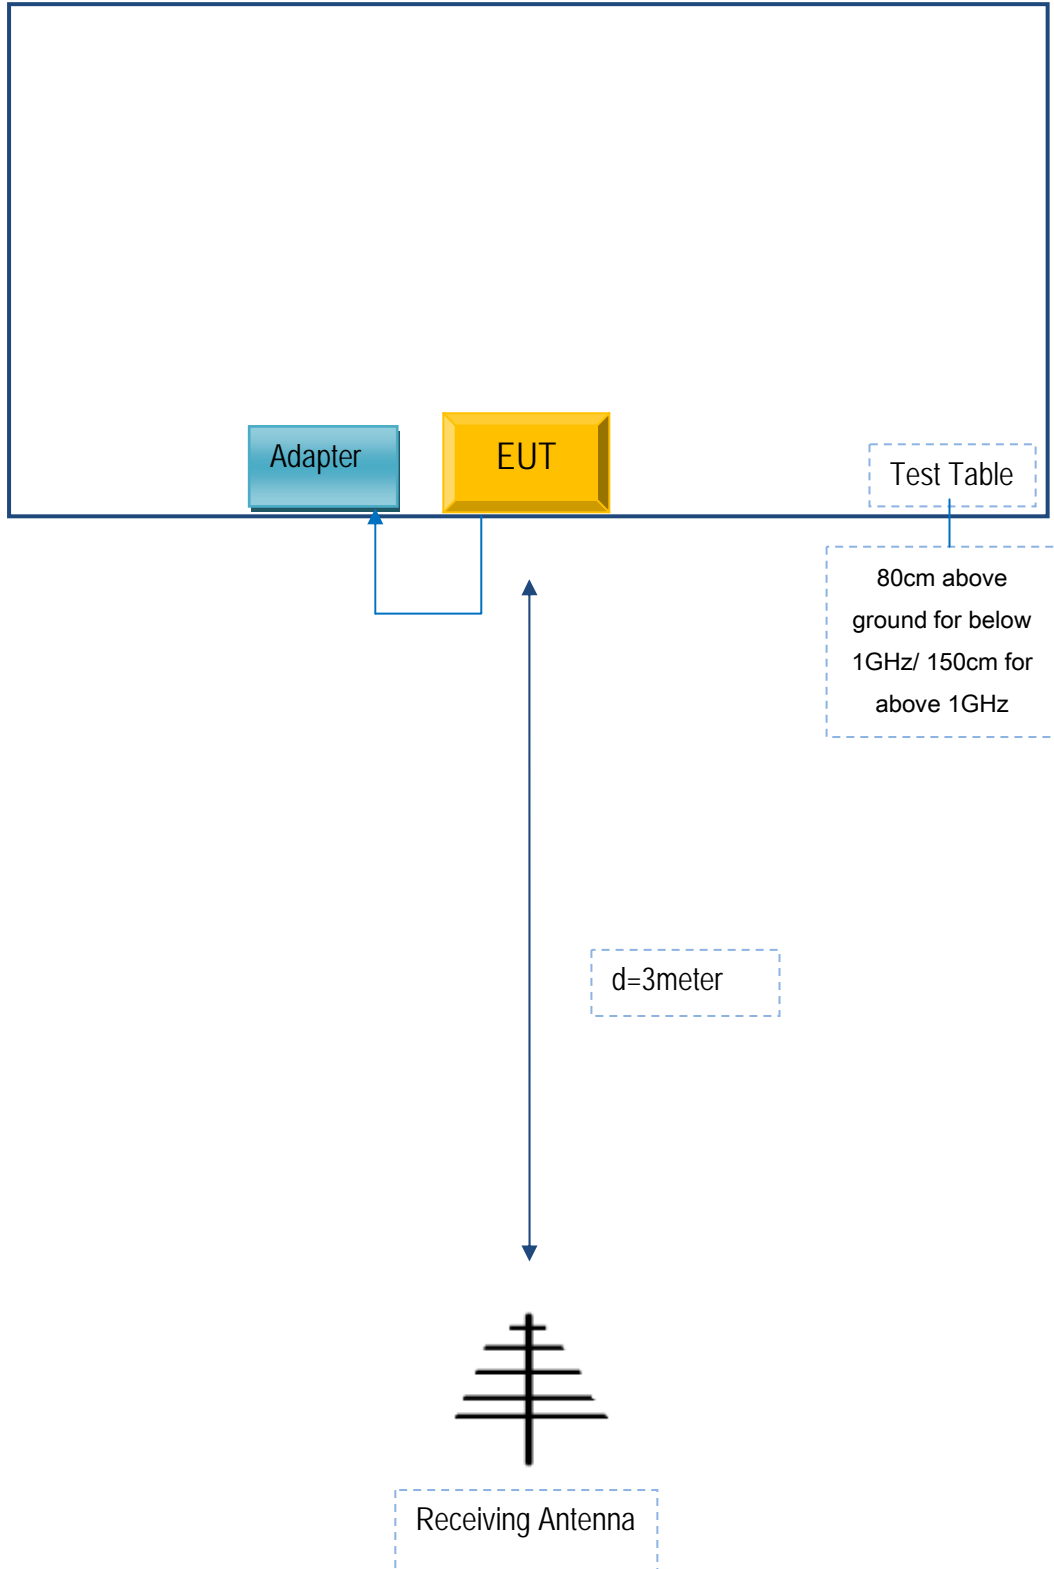 Adapter
EUT
Test Table
80cm above
ground for below
1GHz/ 150cm for
above 1GHz
d=3meter
Receiving Antenna